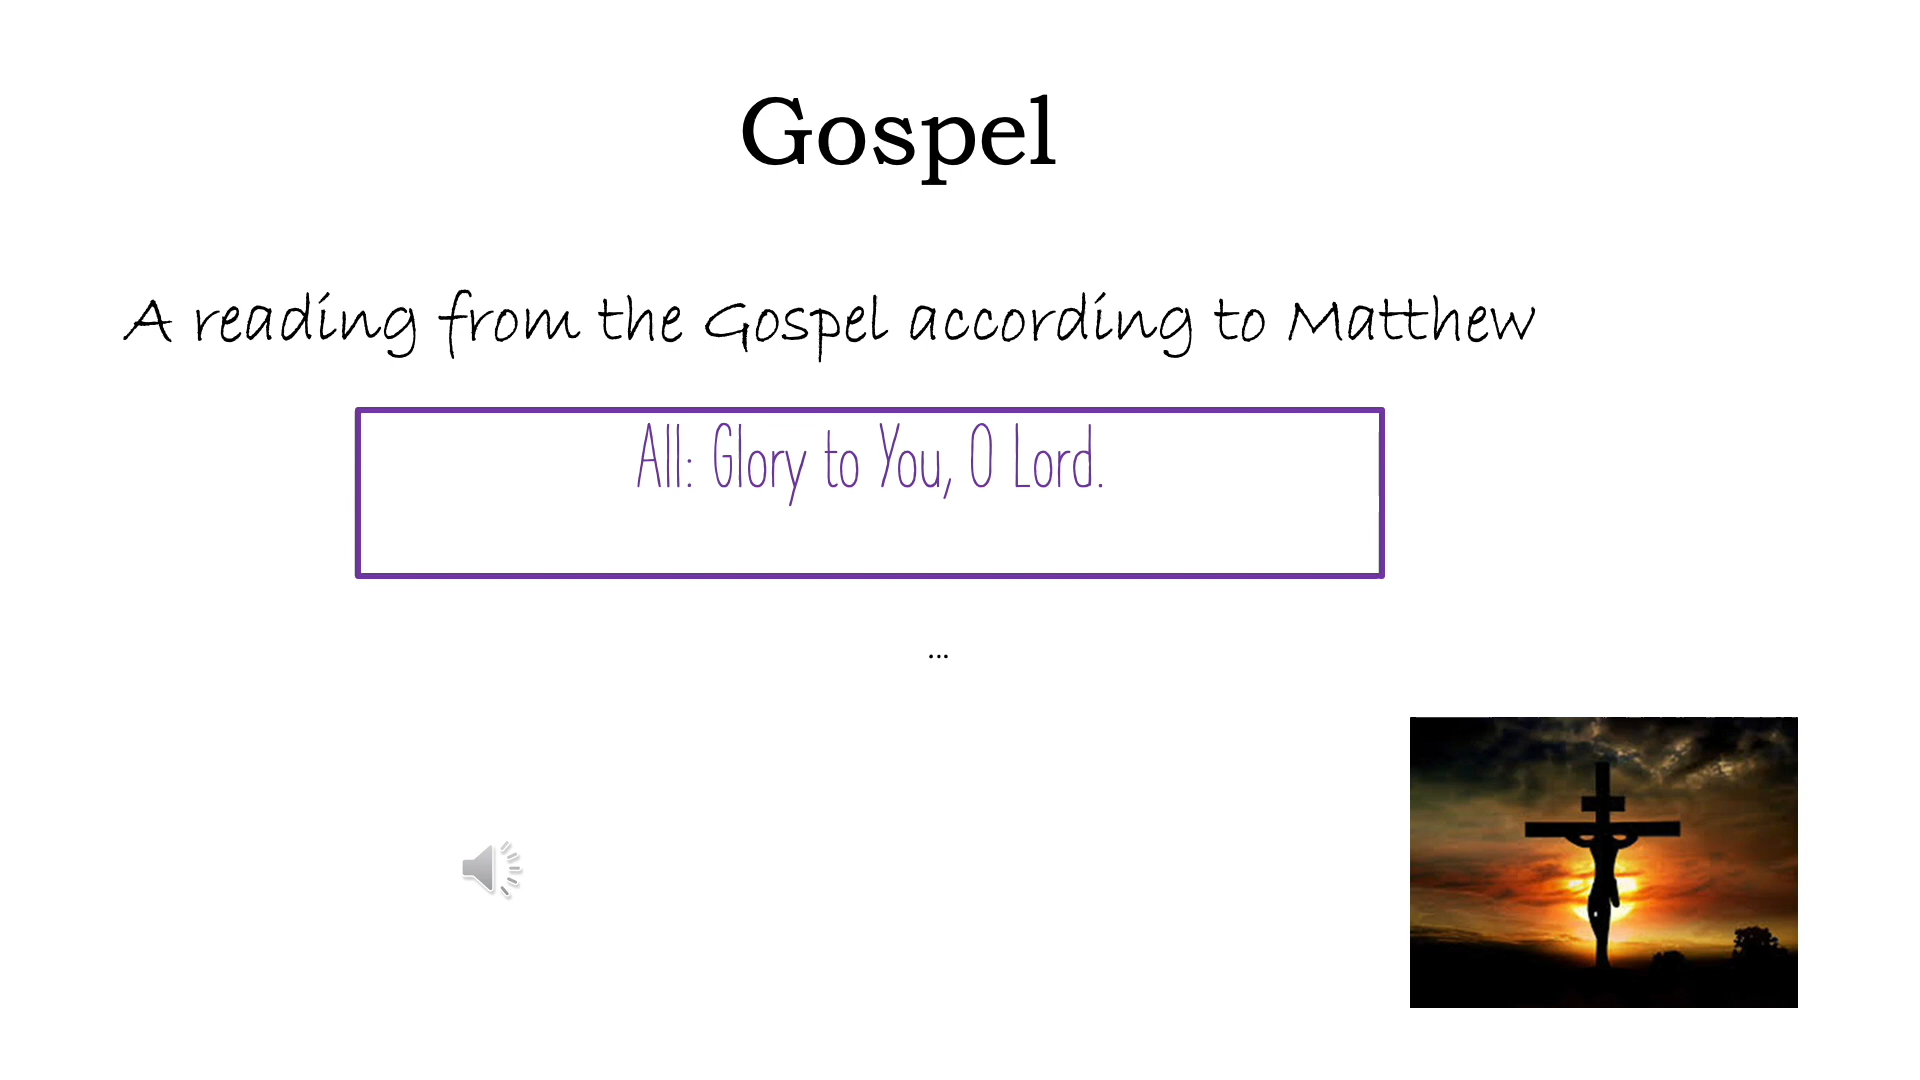 Gospel
A reading from the Gospel according to Matthew
All: Glory to You, O Lord.
...